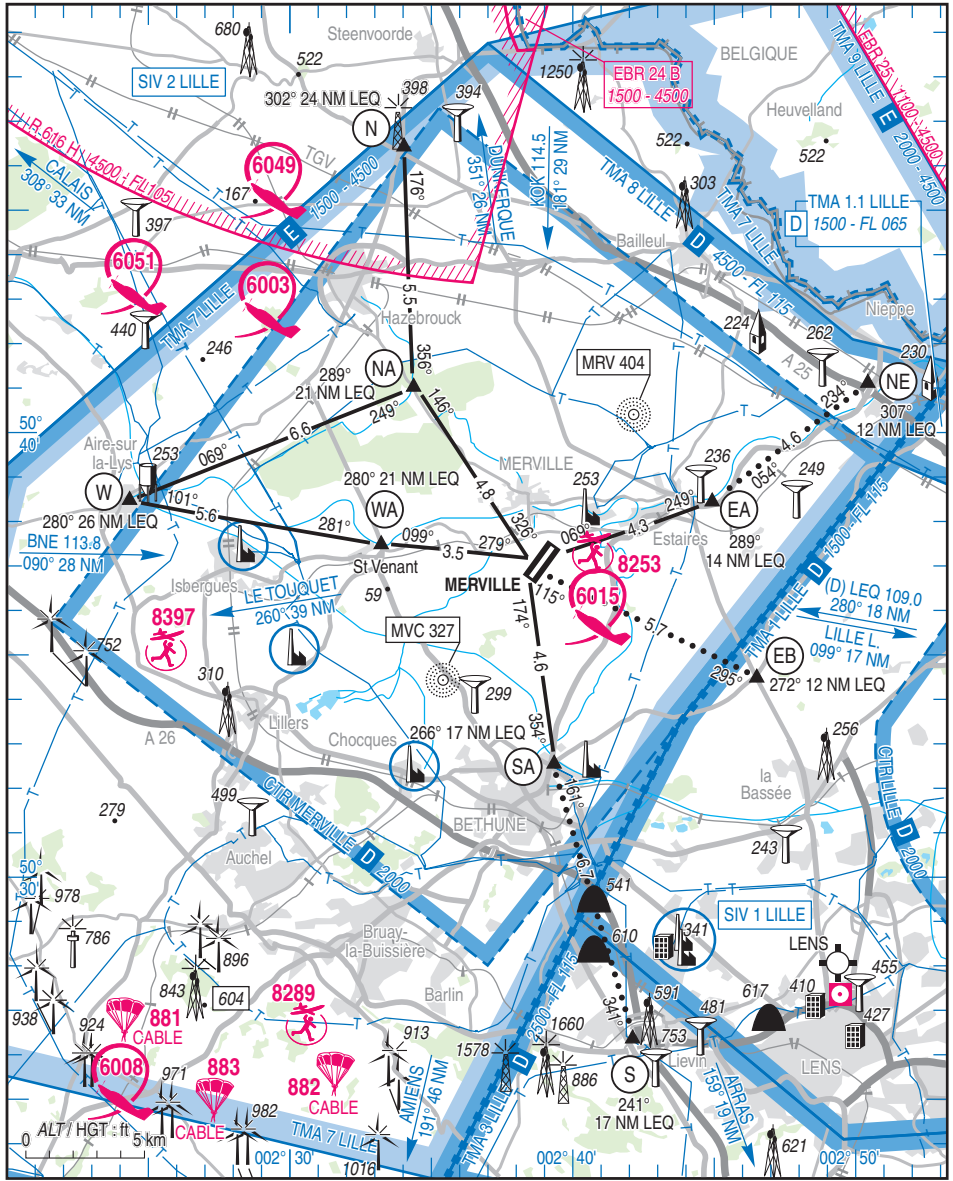 680
Steenvoorde
522
SIV 2 LILLE
302° 24 NM LEQ
398
394
N
1250
EBR 24 B
1500 - 4500
BELGIQUE
TMA 9 LILLE
E
2000 - 4500
EBR 25
1100-4500
Heuvelland
522
522
R 616 H
4500 - FL105
TGV
CALAIS
308° 33 NM
6049
167
1500 - 4500
E
176°
DUNKERQUE
351° 26 NM
KOK 114.5
181° 29 NM
TMA 8 LILLE
303
TMA 7 LILLE
TMA 1.1 LILLE
D
1500 - FL 065
397
6051
6003
Bailleul
D
4500 - FL 115
440
TMA 7 LILLE
246
5.5
Hazebrouck
Nieppe
224
262
230
A 25
MRV 404
289°
21 NM LEQ
NA
356°
249°
146°
NE
234°
307°
12 NM LEQ
50°
40'
Aire-sur
la-Lys
253
069°
6.6
4.8
MERVILLE
4.6
054°
236
249
W
101°
280° 26 NM LEQ
5.6
280° 21 NM LEQ
WA
281°
099°
3.5
279°
326°
253
069°
4.3
249°
EA
Estaires
289°
14 NM LEQ
1500 - FL 115
BNE 113.8
090° 28 NM
St Venant
Isbergues
MERVILLE
8253
6015
115°
174°
59
LE TOUQUET
260° 39 NM
8397
752
MVC 327
D
TMA 1 LILLE
(D) LEQ 109.0
280° 18 NM
LILLE L.
099° 17 NM
5.7
295°
EB
272° 12 NM LEQ
310
299
4.6
Lillers
A 26
Chocques
266° 17 NM LEQ
354°
SA
256
161°
la
Bassée
CTR LILLE
D
2000
279
499
CTR MERVILLE
D
2000
BETHUNE
243
Auchel
6.7
50°
30'
978
541
786
896
Bruay-
la-Buissière
610
341
SIV 1 LILLE
LENS
455
843
604
Barlin
341°
591
481
617
410
427
938
924
881
CABLE
8289
913
1578
D
2500 - FL 115
1660
886
753
Liévin
LENS
6008
971
883
CABLE
882
CABLE
982
S
241°
17 NM LEQ
AMIENS
191° 46 NM
TMA 3 LILLE
ARRAS
159° 19 NM
621
ALT / HGT : ft
0
5 km
TMA 7 LILLE
1016
002° 30'
002° 40'
002° 50'